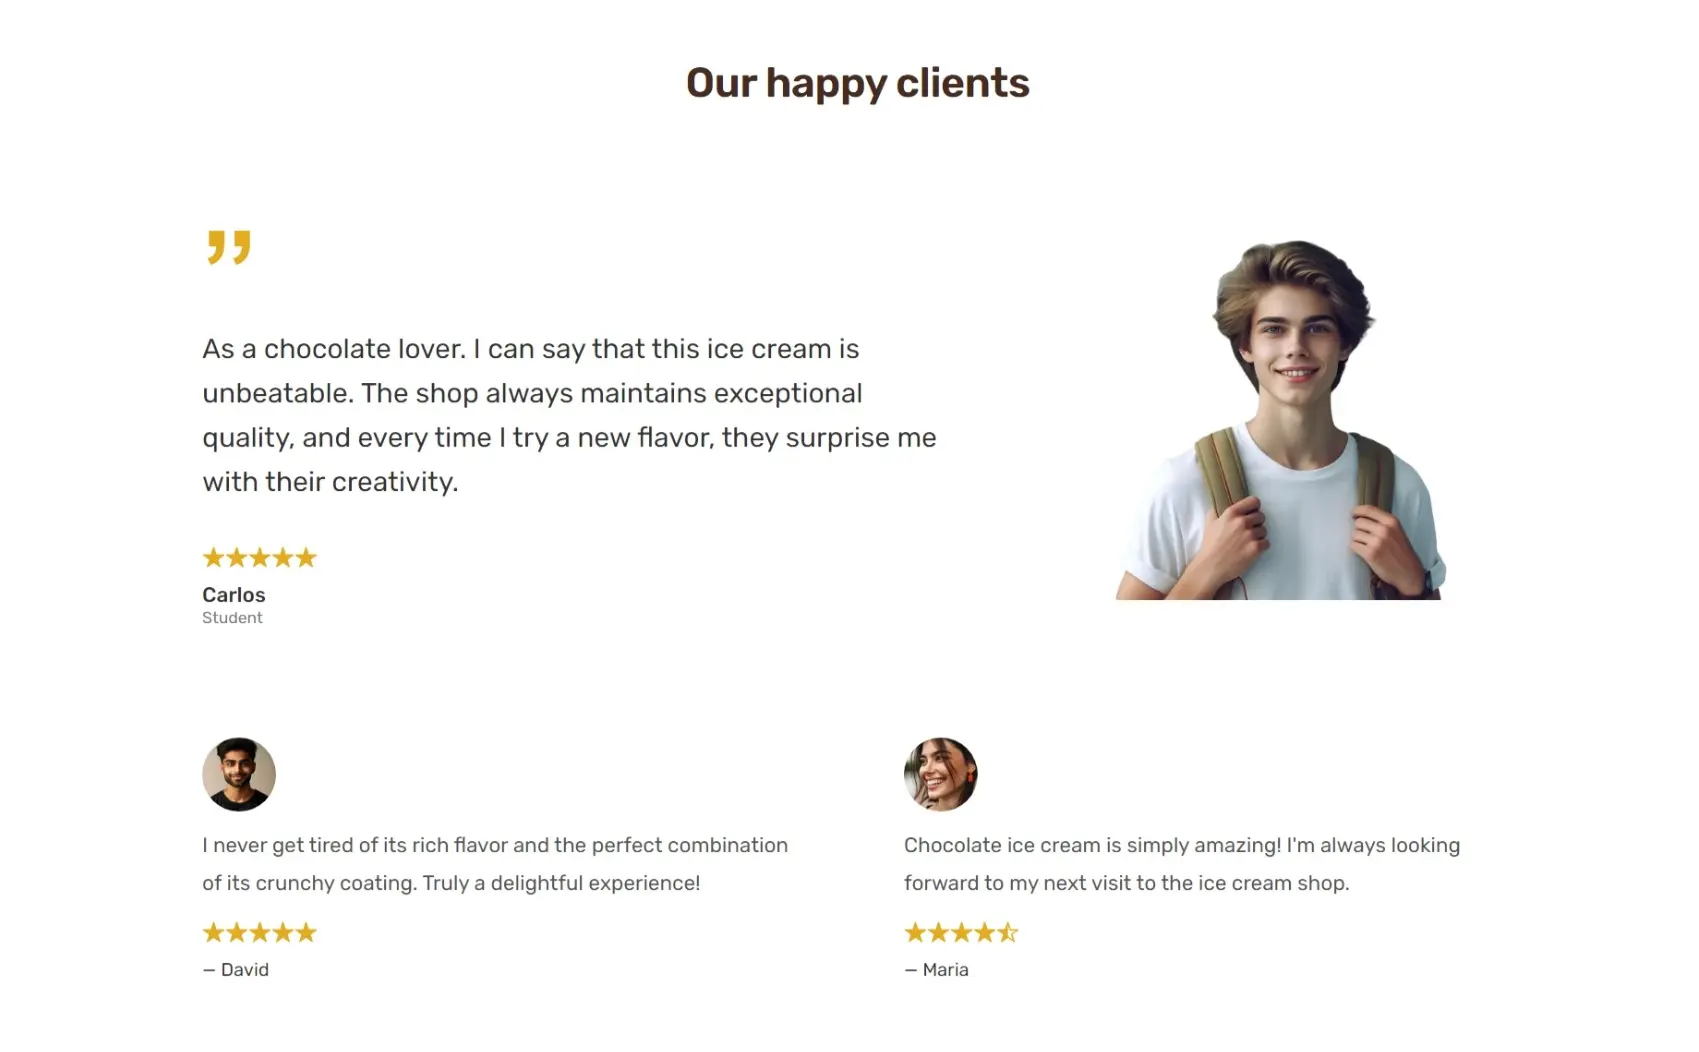 Our happy clients
”
As a chocolate lover. I can say that this ice cream is
unbeatable. The shop always maintains exceptional
quality, and every time I try a new flavor, they surprise me
with their creativity.
Carlos
Student
I never get tired of its rich flavor and the perfect combination
of its crunchy coating. Truly a delightful experience!
– David
Chocolate ice cream is simply amazing! I'm always looking
forward to my next visit to the ice cream shop.
– Maria